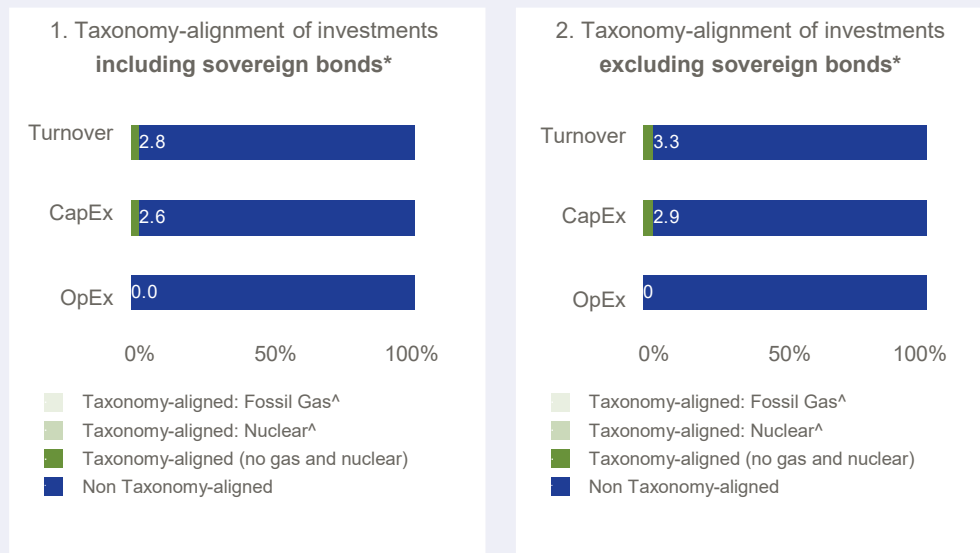 1. Taxonomy-alignment of investments
including sovereign bonds*
Turnover
2.8
CapEx
2.6
OpEx
0.0
0% 50% 100%
Taxonomy-aligned: Fossil Gas^
Taxonomy-aligned: Nuclear^
Taxonomy-aligned (no gas and nuclear)
Non Taxonomy-aligned
2. Taxonomy-alignment of investments
excluding sovereign bonds*
Turnover
3.3
CapEx
2.9
OpEx
0
0% 50% 100%
Taxonomy-aligned: Fossil Gas^
Taxonomy-aligned: Nuclear^
Taxonomy-aligned (no gas and nuclear)
Non Taxonomy-aligned